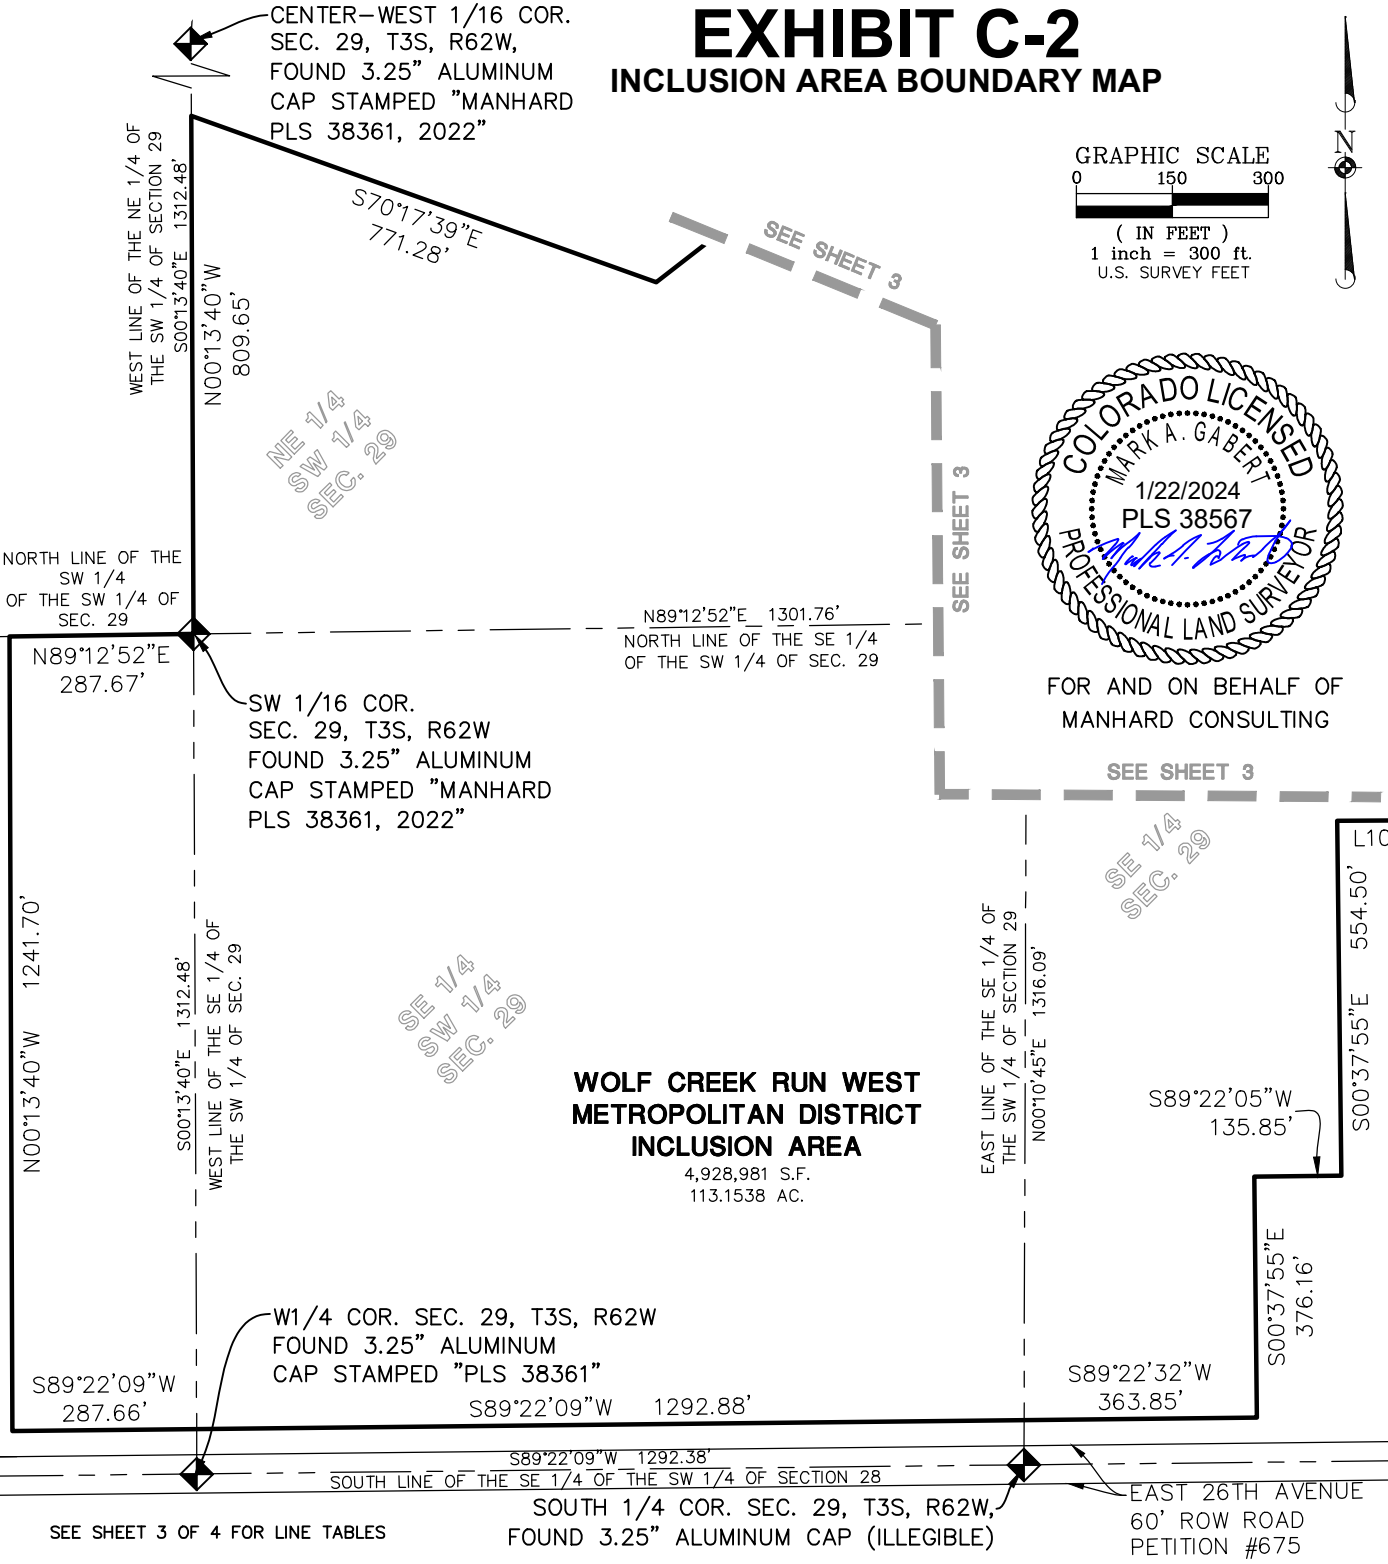 EXHIBIT C-2
INCLUSION AREA BOUNDARY MAP
CENTER-WEST 1/16 COR.
SEC. 29, T3S, R62W,
FOUND 3.25" ALUMINUM
CAP STAMPED "MANHARD
PLS 38361, 2022"
GRAPHIC SCALE
0 150 300
( IN FEET )
1 inch = 300 ft.
U.S. SURVEY FEET
N
WEST LINE OF THE NE 1/4 OF
THE SW 1/4 OF SECTION 29
S00°13'40"E 1312.48'
N00°13'40"W
809.65'
S70°17'39"E
771.28'
SEE SHEET 3
NE 1/4
SW 1/4
SEC. 29
SEE SHEET 3
COLORADO LICENSED
MARK A. GABERT
1/22/2024
PLS 38567
PROFESSIONAL LAND SURVEYOR
FOR AND ON BEHALF OF
MANHARD CONSULTING
NORTH LINE OF THE
SW 1/4
OF THE SW 1/4 OF
SEC. 29
N89°12'52"E
287.67'
N89°12'52"E 1301.76'
NORTH LINE OF THE SE 1/4
OF THE SW 1/4 OF SEC. 29
SW 1/16 COR.
SEC. 29, T3S, R62W
FOUND 3.25" ALUMINUM
CAP STAMPED "MANHARD
PLS 38361, 2022"
SEE SHEET 3
SE 1/4
SEC. 29
L10
S00°37'55"E 554.50'
N00°13'40"W 1241.70'
S00°13'40"E 1312.48'
WEST LINE OF THE SE 1/4 OF
THE SW 1/4 OF SEC. 29
SE 1/4
SW 1/4
SEC. 29
EAST LINE OF THE SE 1/4 OF
THE SW 1/4 OF SECTION 29
N00°10'45"E 1316.09'
WOLF CREEK RUN WEST
METROPOLITAN DISTRICT
INCLUSION AREA
4,928,981 S.F.
113.1538 AC.
S89°22'05"W
135.85'
S00°37'55"E
376.16'
W1/4 COR. SEC. 29, T3S, R62W
FOUND 3.25" ALUMINUM
CAP STAMPED "PLS 38361"
S89°22'09"W
287.66'
S89°22'09"W 1292.88'
S89°22'32"W
363.85'
S89°22'09"W 1292.38'
SOUTH LINE OF THE SE 1/4 OF THE SW 1/4 OF SECTION 28
SOUTH 1/4 COR. SEC. 29, T3S, R62W,
FOUND 3.25" ALUMINUM CAP (ILLEGIBLE)
EAST 26TH AVENUE
60' ROW ROAD
PETITION #675
SEE SHEET 3 OF 4 FOR LINE TABLES